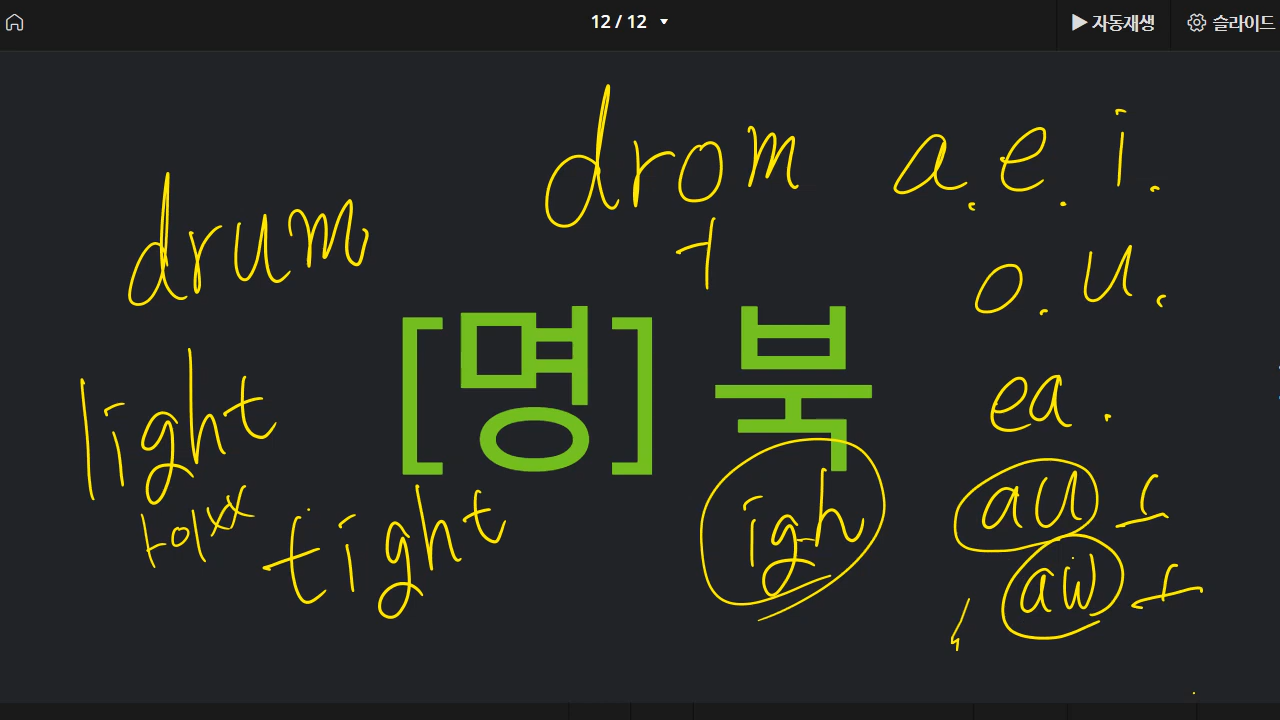 12 / 12
▶ 자동재생
슬라이드
drom a. e. i.
drum
ㅓ
o. u.
[명] 북
ea.
light
igh
au ㅗ
tight
aw ㅗ